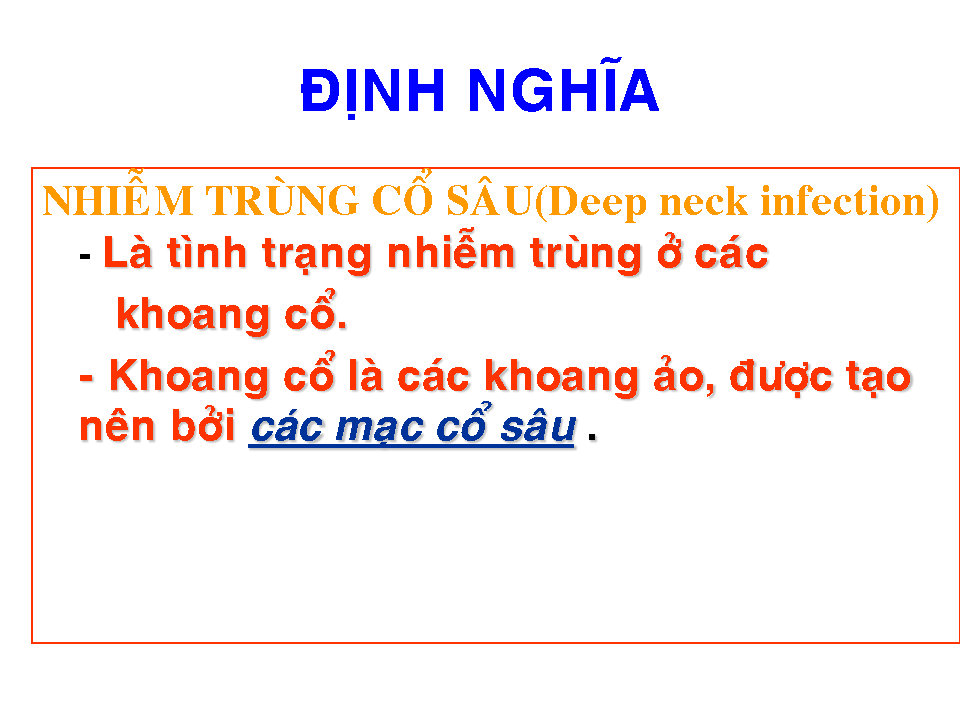 ĐỊNH NGHĨA
NHIỄM TRÙNG CỔ SÂU(Deep neck infection)
- Là tình trạng nhiễm trùng ở các
khoang cổ.
- Khoang cổ là các khoang ảo, được tạo
nên bởi các mạc cổ sâu .